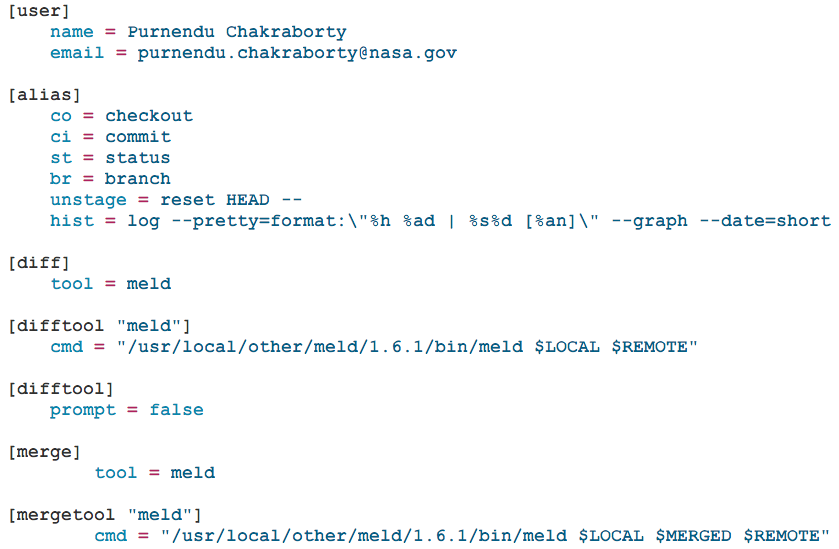 [user]
    name = Purnendu Chakraborty
    email = purnendu.chakraborty@nasa.gov

[alias]
    co = checkout
    ci = commit
    st = status
    br = branch
    unstage = reset HEAD --
    hist = log --pretty=format:\"%h %ad | %s%d [%an]\" --graph --date=short

[diff]
    tool = meld

[difftool "meld"]
    cmd = "/usr/local/other/meld/1.6.1/bin/meld $LOCAL $REMOTE"

[difftool]
    prompt = false

[merge]
        tool = meld

[mergetool "meld"]
        cmd = "/usr/local/other/meld/1.6.1/bin/meld $LOCAL $MERGED $REMOTE"